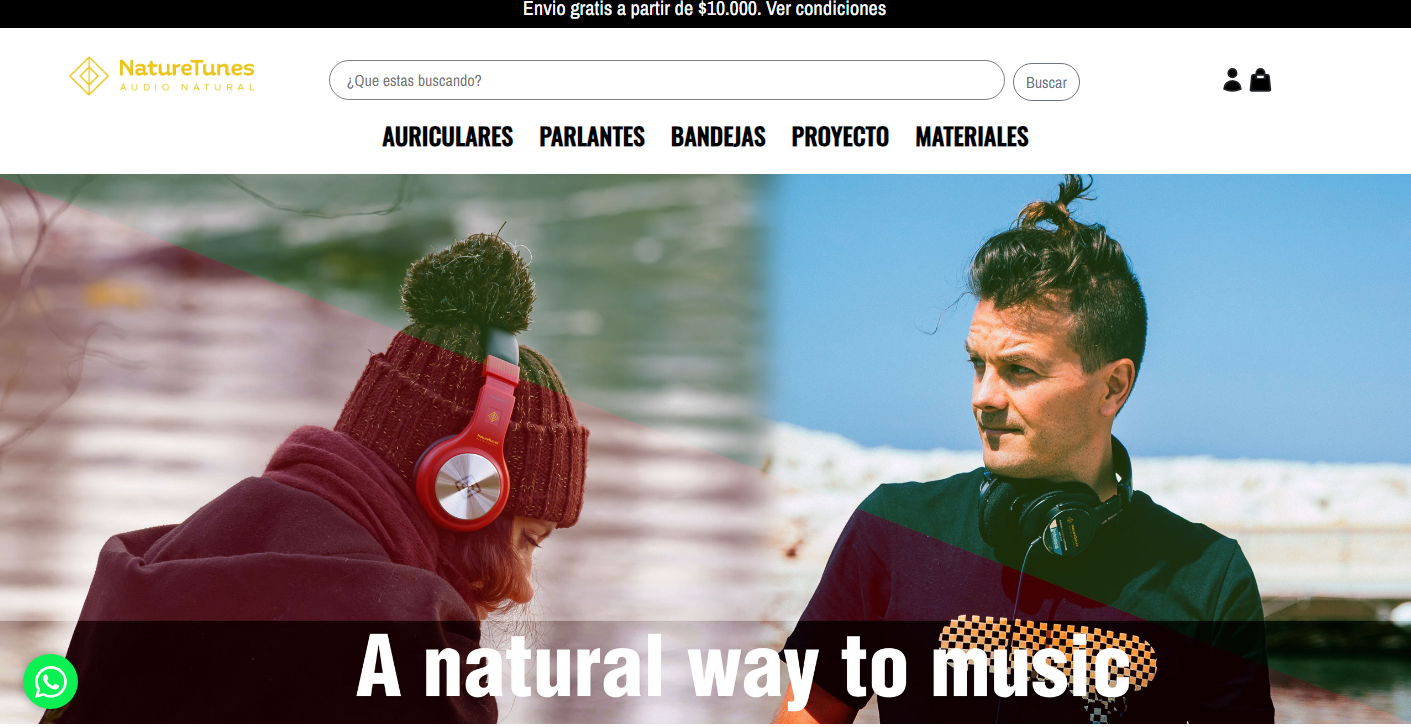 Envio gratis a partir de $10.000. Ver condiciones
NatureTunes
AUDIO NATURAL
¿Que estas buscando?
Buscar
AURICULARES PARLANTES BANDEJAS PROYECTO MATERIALES
A natural way to music